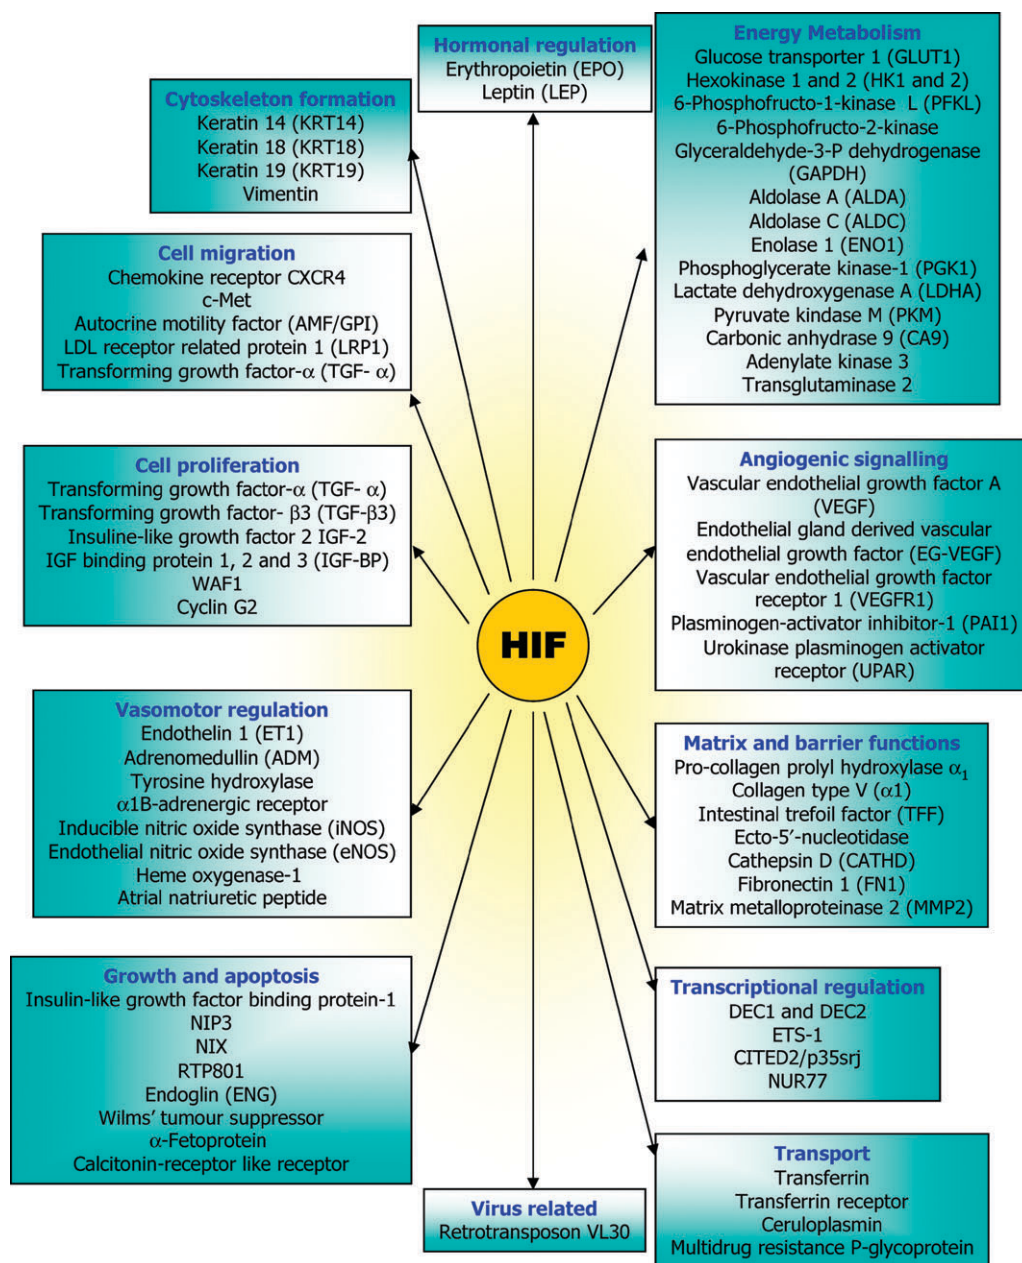 Hormonal regulation
Erythropoietin (EPO)
Leptin (LEP)
Energy Metabolism
Glucose transporter 1 (GLUT1)
Hexokinase 1 and 2 (HK1 and 2)
6-Phosphofructo-1-kinase L (PFKL)
6-Phosphofructo-2-kinase
Glyceraldehyde-3-P dehydrogenase
(GAPDH)
Aldolase A (ALDA)
Aldolase C (ALDC)
Enolase 1 (ENO1)
Phosphoglycerate kinase-1 (PGK1)
Lactate dehydroxygenase A (LDHA)
Pyruvate kindase M (PKM)
Carbonic anhydrase 9 (CA9)
Adenylate kinase 3
Transglutaminase 2
Cytoskeleton formation
Keratin 14 (KRT14)
Keratin 18 (KRT18)
Keratin 19 (KRT19)
Vimentin
Cell migration
Chemokine receptor CXCR4
c-Met
Autocrine motility factor (AMF/GPI)
LDL receptor related protein 1 (LRP1)
Transforming growth factor-α (TGF- α)
Cell proliferation
Transforming growth factor-α (TGF- α)
Transforming growth factor- β3 (TGF-β3)
Insuline-like growth factor 2 IGF-2
IGF binding protein 1, 2 and 3 (IGF-BP)
WAF1
Cyclin G2
Angiogenic signalling
Vascular endothelial growth factor A
(VEGF)
Endothelial gland derived vascular
endothelial growth factor (EG-VEGF)
Vascular endothelial growth factor
receptor 1 (VEGFR1)
Plasminogen-activator inhibitor-1 (PAI1)
Urokinase plasminogen activator
receptor (UPAR)
HIF
Vasomotor regulation
Endothelin 1 (ET1)
Adrenomedullin (ADM)
Tyrosine hydroxylase
α1B-adrenergic receptor
Inducible nitric oxide synthase (iNOS)
Endothelial nitric oxide synthase (eNOS)
Heme oxygenase-1
Atrial natriuretic peptide
Matrix and barrier functions
Pro-collagen prolyl hydroxylase α₁
Collagen type V (α1)
Intestinal trefoil factor (TFF)
Ecto-5′-nucleotidase
Cathepsin D (CATHD)
Fibronectin 1 (FN1)
Matrix metalloproteinase 2 (MMP2)
Growth and apoptosis
Insulin-like growth factor binding protein-1
NIP3
NIX
RTP801
Endoglin (ENG)
Wilms’ tumour suppressor
α-Fetoprotein
Calcitonin-receptor like receptor
Transcriptional regulation
DEC1 and DEC2
ETS-1
CITED2/p35srj
NUR77
Virus related
Retrotransposon VL30
Transport
Transferrin
Transferrin receptor
Ceruloplasmin
Multidrug resistance P-glycoprotein